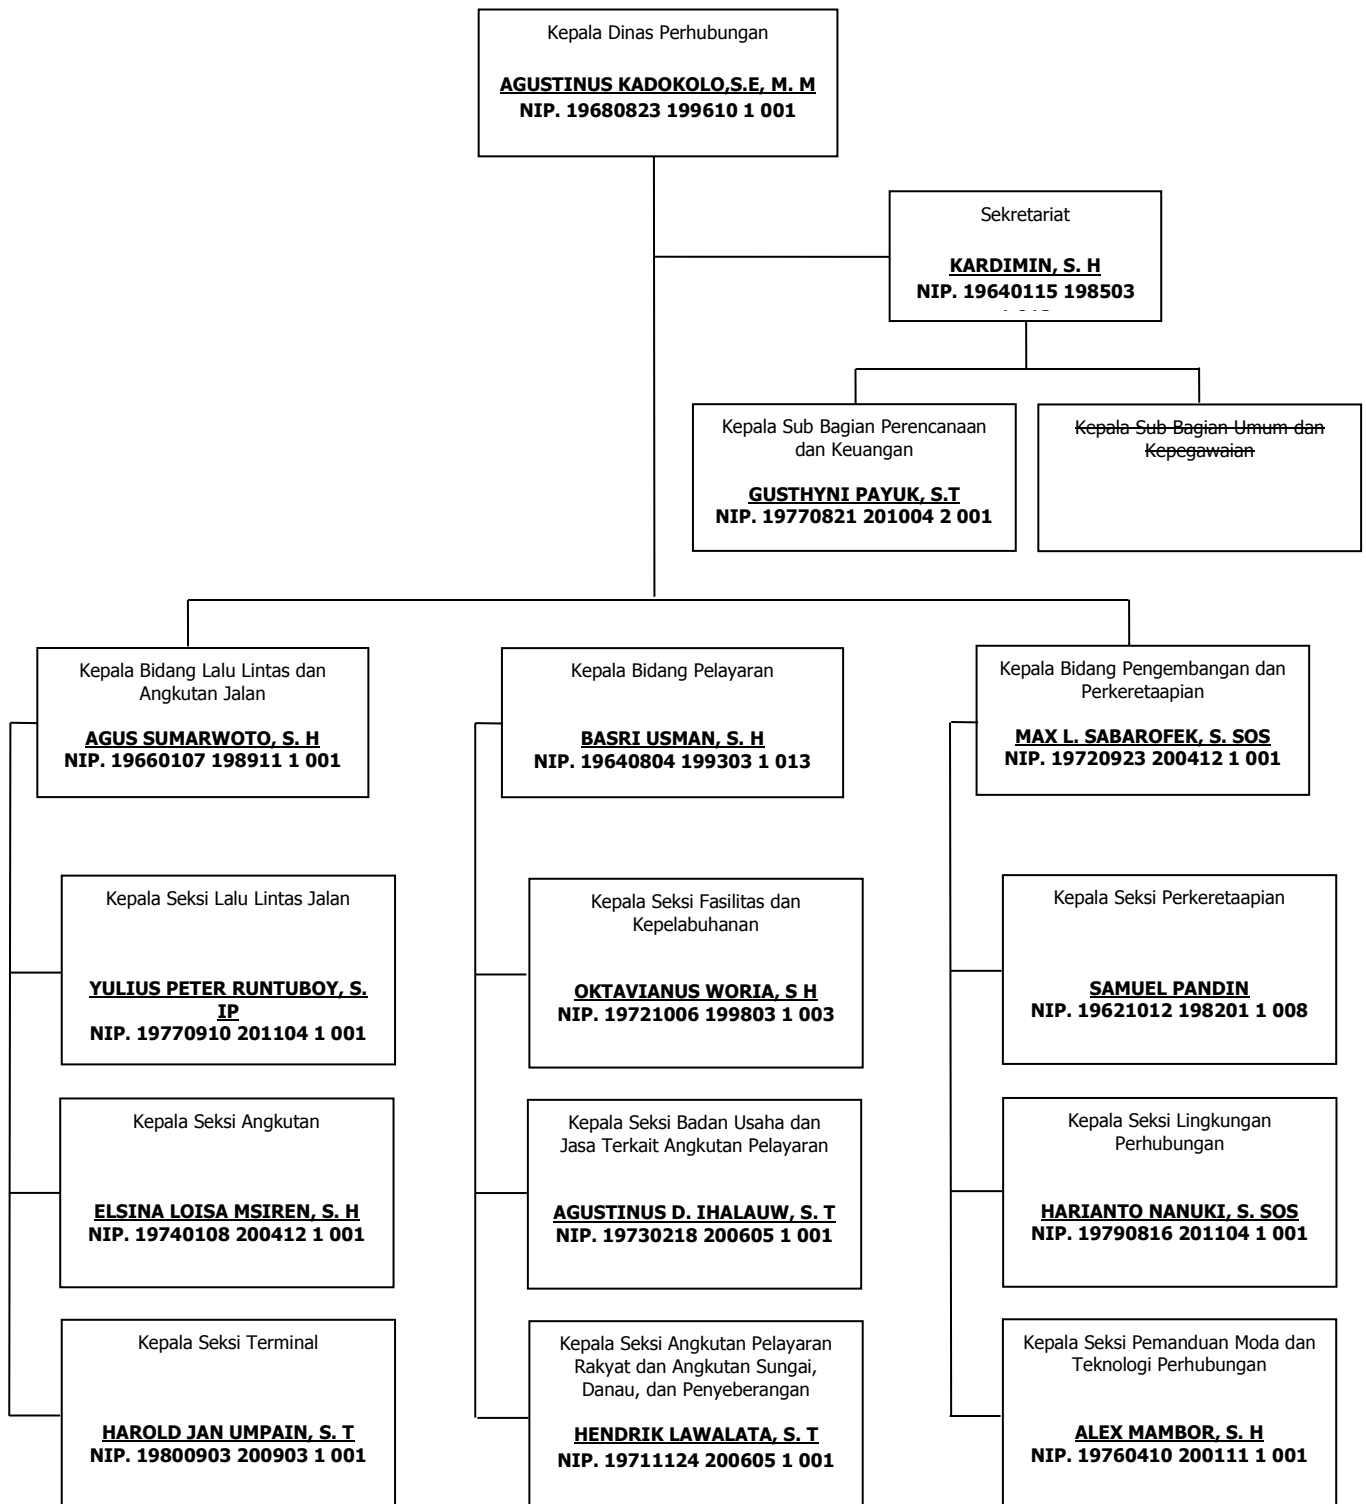 Kepala Dinas Perhubungan
AGUSTINUS KADOKOLO,S.E, M. M
NIP. 19680823 199610 1 001
Sekretariat
KARDIMIN, S. H
NIP. 19640115 198503
Kepala Sub Bagian Perencanaan
dan Keuangan
GUSTHYNI PAYUK, S.T
NIP. 19770821 201004 2 001
Kepala Sub Bagian Umum dan
Kepegawaian
Kepala Bidang Lalu Lintas dan
Angkutan Jalan
AGUS SUMARWOTO, S. H
NIP. 19660107 198911 1 001
Kepala Bidang Pelayaran
BASRI USMAN, S. H
NIP. 19640804 199303 1 013
Kepala Bidang Pengembangan dan
Perkeretaapian
MAX L. SABAROFEK, S. SOS
NIP. 19720923 200412 1 001
Kepala Seksi Lalu Lintas Jalan
YULIUS PETER RUNTUBOY, S.
IP
NIP. 19770910 201104 1 001
Kepala Seksi Fasilitas dan
Kepelabuhanan
OKTAVIANUS WORIA, S H
NIP. 19721006 199803 1 003
Kepala Seksi Perkeretaapian
SAMUEL PANDIN
NIP. 19621012 198201 1 008
Kepala Seksi Angkutan
ELSINA LOISA MSIREN, S. H
NIP. 19740108 200412 1 001
Kepala Seksi Badan Usaha dan
Jasa Terkait Angkutan Pelayaran
AGUSTINUS D. IHALAUW, S. T
NIP. 19730218 200605 1 001
Kepala Seksi Lingkungan
Perhubungan
HARIANTO NANUKI, S. SOS
NIP. 19790816 201104 1 001
Kepala Seksi Terminal
HAROLD JAN UMPAIN, S. T
NIP. 19800903 200903 1 001
Kepala Seksi Angkutan Pelayaran
Rakyat dan Angkutan Sungai,
Danau, dan Penyeberangan
HENDRIK LAWALATA, S. T
NIP. 19711124 200605 1 001
Kepala Seksi Pemanduan Moda dan
Teknologi Perhubungan
ALEX MAMBOR, S. H
NIP. 19760410 200111 1 001